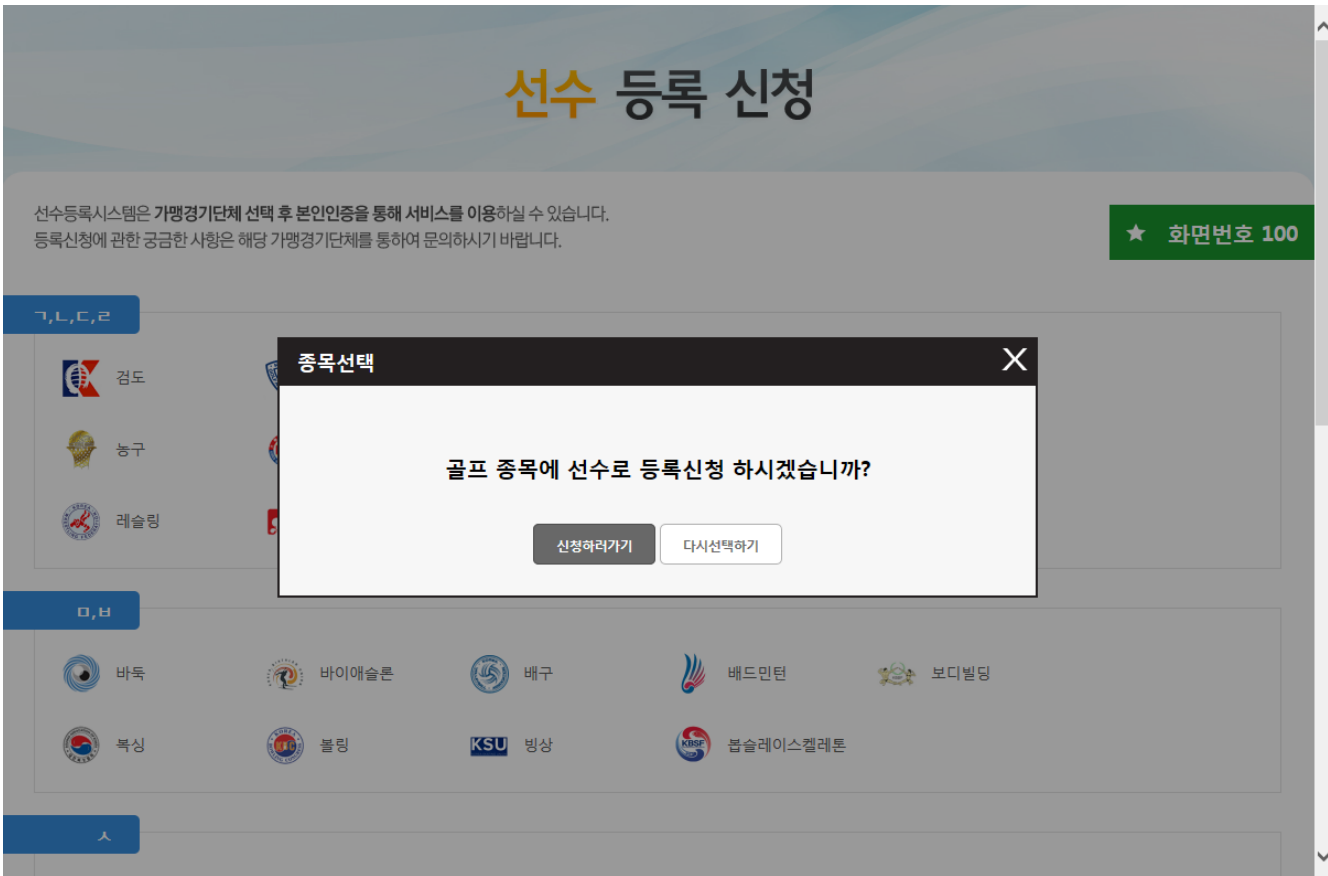 선수 등록 신청
선수등록시스템은 가맹경기단체 선택 후 본인인증을 통해 서비스를 이용하실 수 있습니다.
등록신청에 관한 궁금한 사항은 해당 가맹경기단체를 통하여 문의하시기 바랍니다.
★ 화면번호 100
ㄱ,ㄴ,ㄷ,ㄹ
검도
농구
레슬링
종목선택 X
골프 종목에 선수로 등록신청 하시겠습니까?
신청하러가기 다시선택하기
ㅁ,ㅂ
바둑 바이애슬론 배구 배드민턴 보디빌딩
복싱 볼링 KSU 빙상 KBSF 봅슬레이스켈레톤
ㅅ